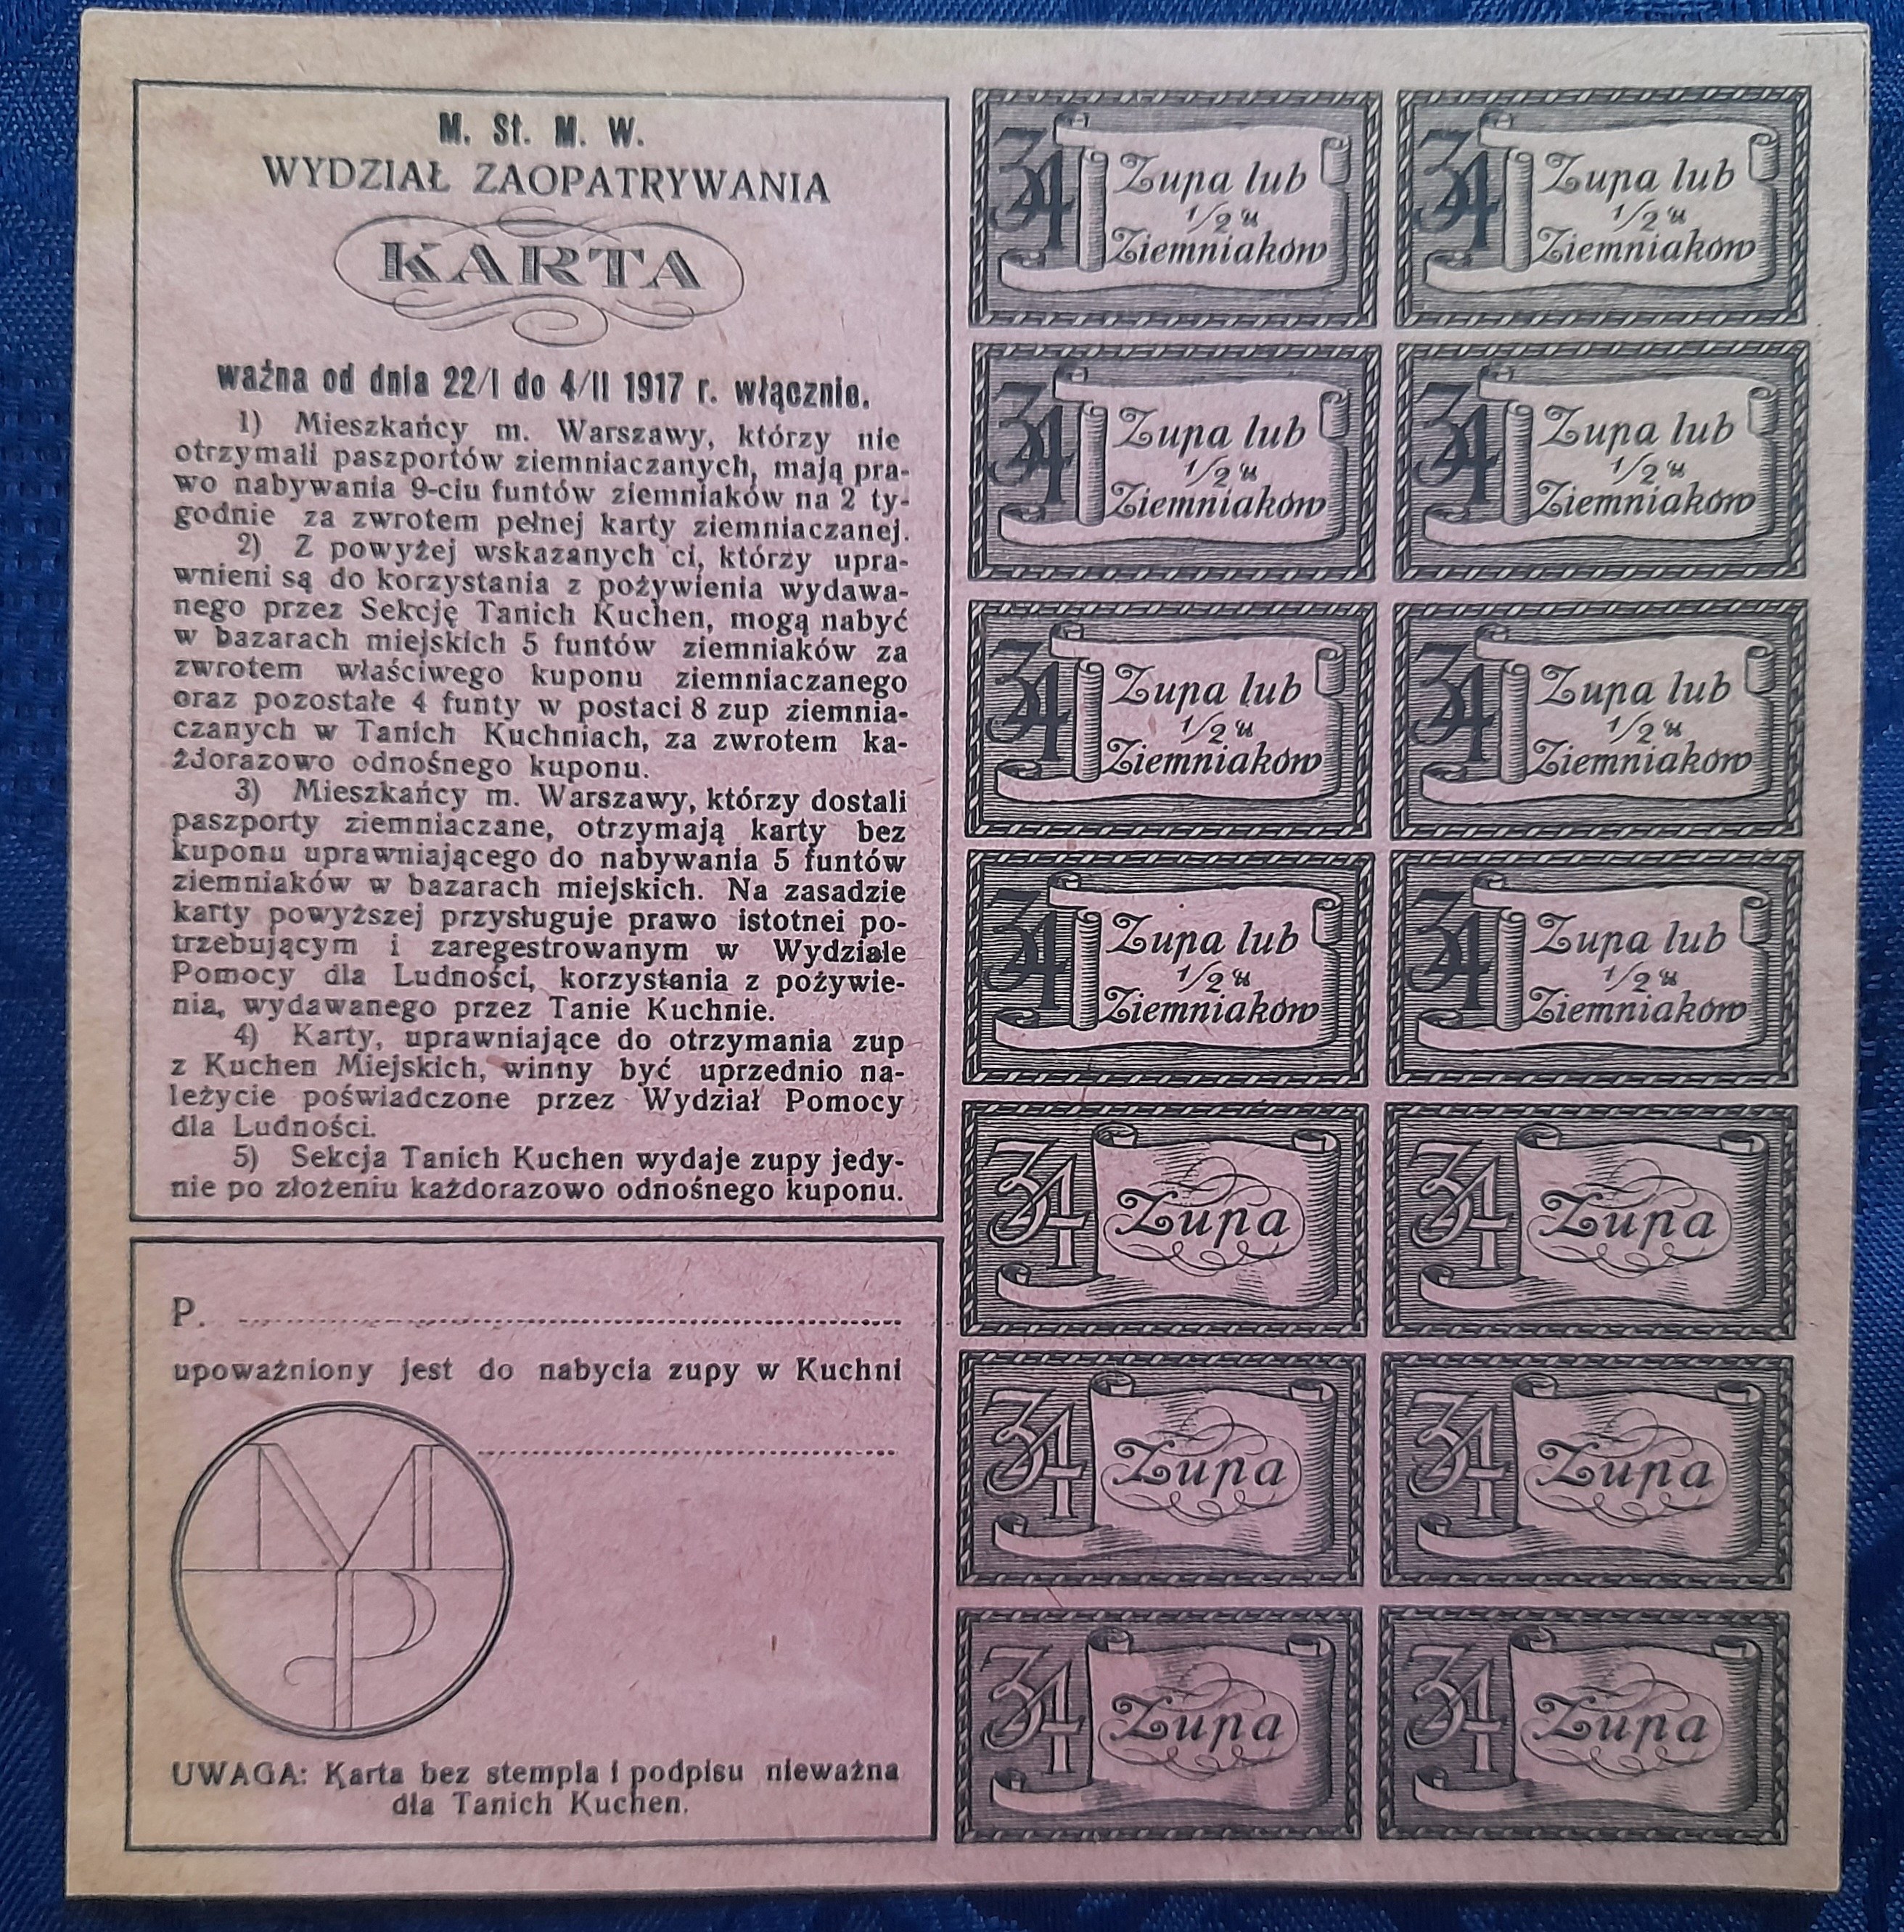 M. St. M. W.
WYDZIAŁ ZAOPATRYWANIA
KARTA
ważna od dnia 22/I do 4/II 1917 r. włącznie.
1) Mieszkańcy m. Warszawy, którzy nie
otrzymali paszportów ziemniaczanych, mają pra-
wo nabywania 9-ciu funtów ziemniaków na 2 ty-
godnie za zwrotem pełnej karty ziemniaczanej.
2) Z powyżej wskazanych ci, którzy upra-
wnieni są do korzystania z pożywienia wydawa-
nego przez Sekcję Tanich Kuchen, mogą nabyć
w bazarach miejskich 5 funtów ziemniaków za
zwrotem właściwego kuponu ziemniaczanego
oraz pozostałe 4 funty w postaci 8 zup ziemnia-
czanych w Tanich Kuchniach, za zwrotem ka-
żdorazowo odnośnego kuponu.
3) Mieszkańcy m. Warszawy, którzy dostali
paszporty ziemniaczane, otrzymają karty bez
kuponu uprawniającego do nabywania 5 funtów
ziemniaków w bazarach miejskich. Na zasadzie
karty powyższej przysługuje prawo istotnei po-
trzebującym i zaregestrowanym w Wydziale
Pomocy dla Ludności, korzystania z pożywie-
nia, wydawanego przez Tanie Kuchnie.
4) Karty, uprawniające do otrzymania zup
z Kuchen Miejskich, winny być uprzednio na-
leżycie poświadczone przez Wydział Pomocy
dla Ludności.
5) Sekcja Tanich Kuchen wydaje zupy jedy-
nie po złożeniu każdorazowo odnośnego kuponu.
P.
upoważniony jest do nabycia zupy w Kuchni
M
P
UWAGA: Karta bez stempla i podpisu nieważna
dla Tanich Kuchen.
34 Zupa lub
1/2 ℔
Ziemniaków
34 Zupa lub
1/2 ℔
Ziemniaków
34 Zupa lub
1/2 ℔
Ziemniaków
34 Zupa lub
1/2 ℔
Ziemniaków
34 Zupa lub
1/2 ℔
Ziemniaków
34 Zupa lub
1/2 ℔
Ziemniaków
34 Zupa lub
1/2 ℔
Ziemniaków
34 Zupa lub
1/2 ℔
Ziemniaków
34 Zupa
34 Zupa
34 Zupa
34 Zupa
34 Zupa
34 Zupa